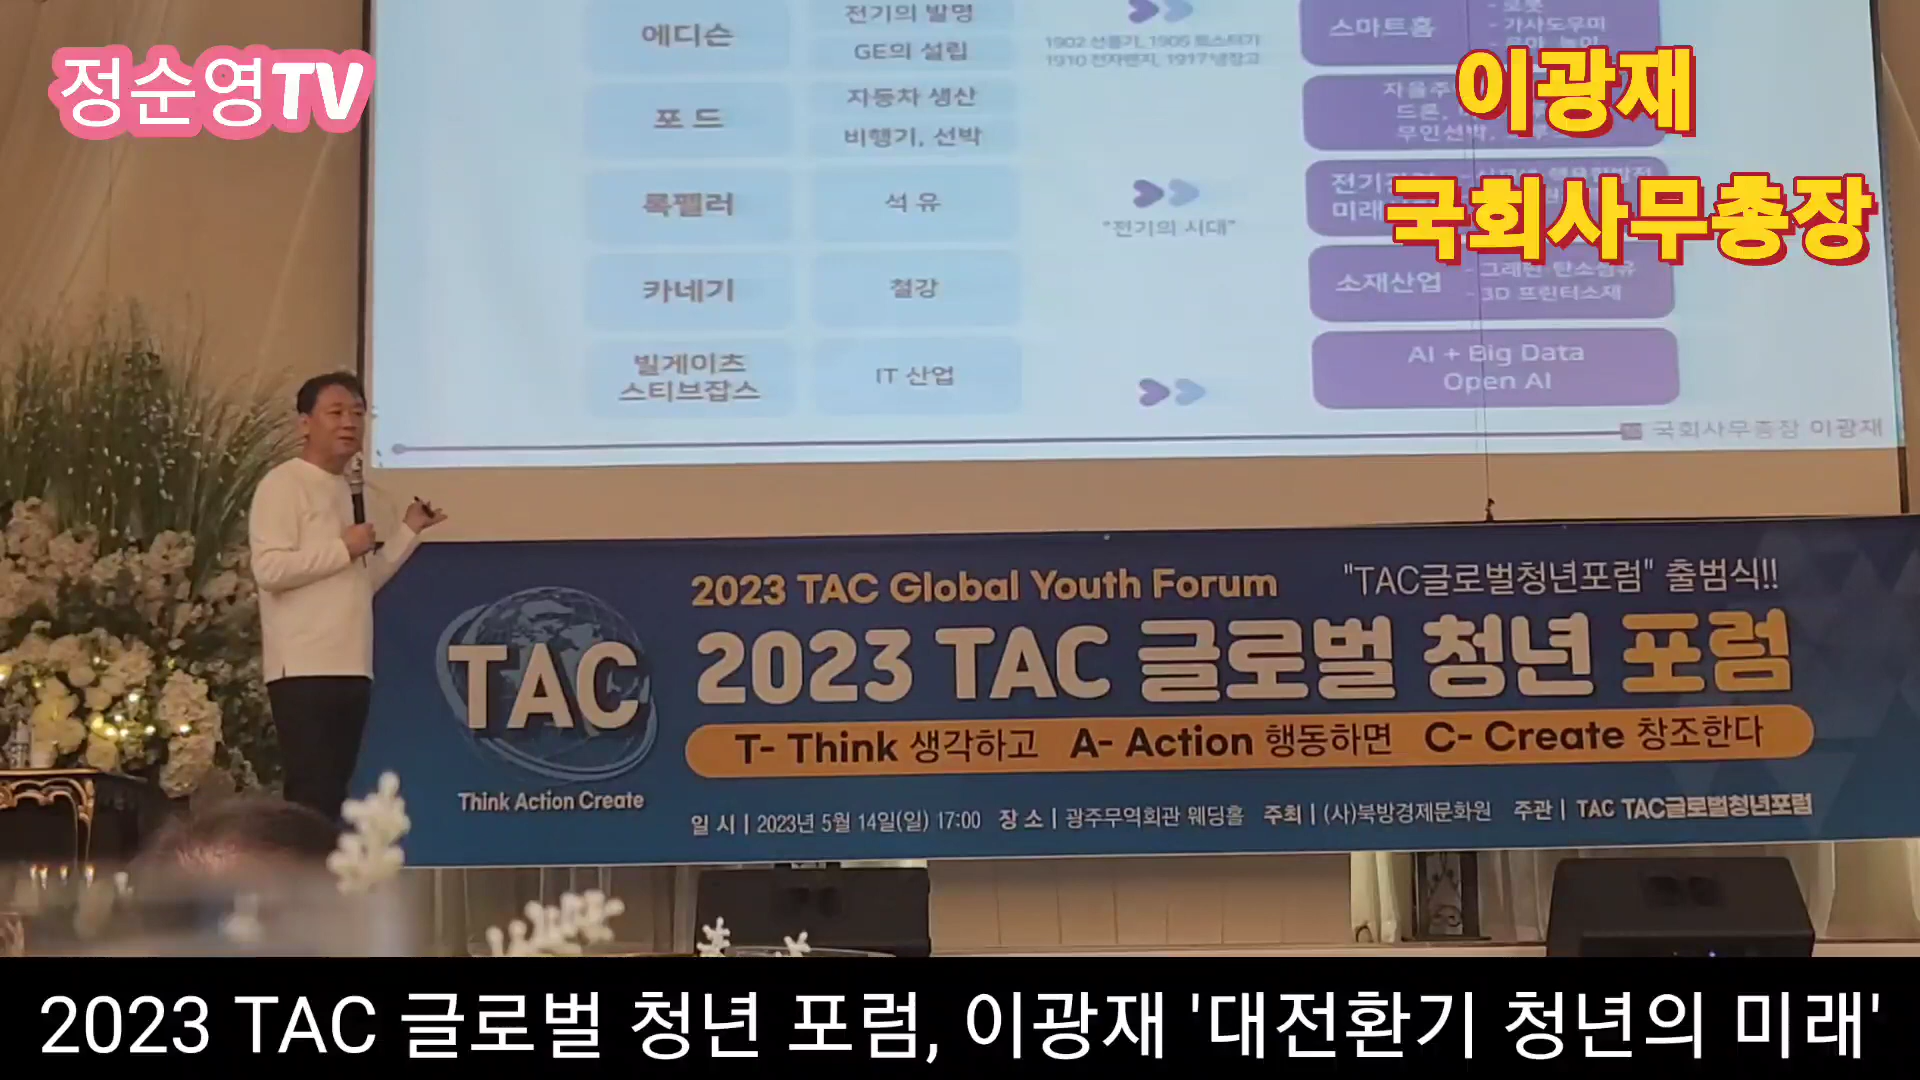 정순영TV
이광재
국회사무총장
에디슨
전기의 발명
GE의 설립
1902 선풍기, 1905 토스터기
1910 전자렌지, 1917 냉장고
스마트홈
- 로봇
- 가사도우미
포 드
자동차 생산
비행기, 선박
드론,
무인선박,
록펠러
석 유
"전기의 시대"
미래
카네기
철강
소재산업
- 그래핀 탄소섬유
- 3D 프린터소재
빌게이츠
스티브잡스
IT 산업
AI + Big Data
Open AI
국회사무총장 이광재
TAC
Think Action Create
2023 TAC Global Youth Forum
"TAC글로벌청년포럼" 출범식!!
2023 TAC 글로벌 청년 포럼
T- Think 생각하고 A- Action 행동하면 C- Create 창조한다
일 시 | 2023년 5월 14일(일) 17:00 장 소 | 광주무역회관 웨딩홀 주최 | (사)북방경제문화원 주관 | TAC TAC글로벌청년포럼
2023 TAC 글로벌 청년 포럼, 이광재 '대전환기 청년의 미래'